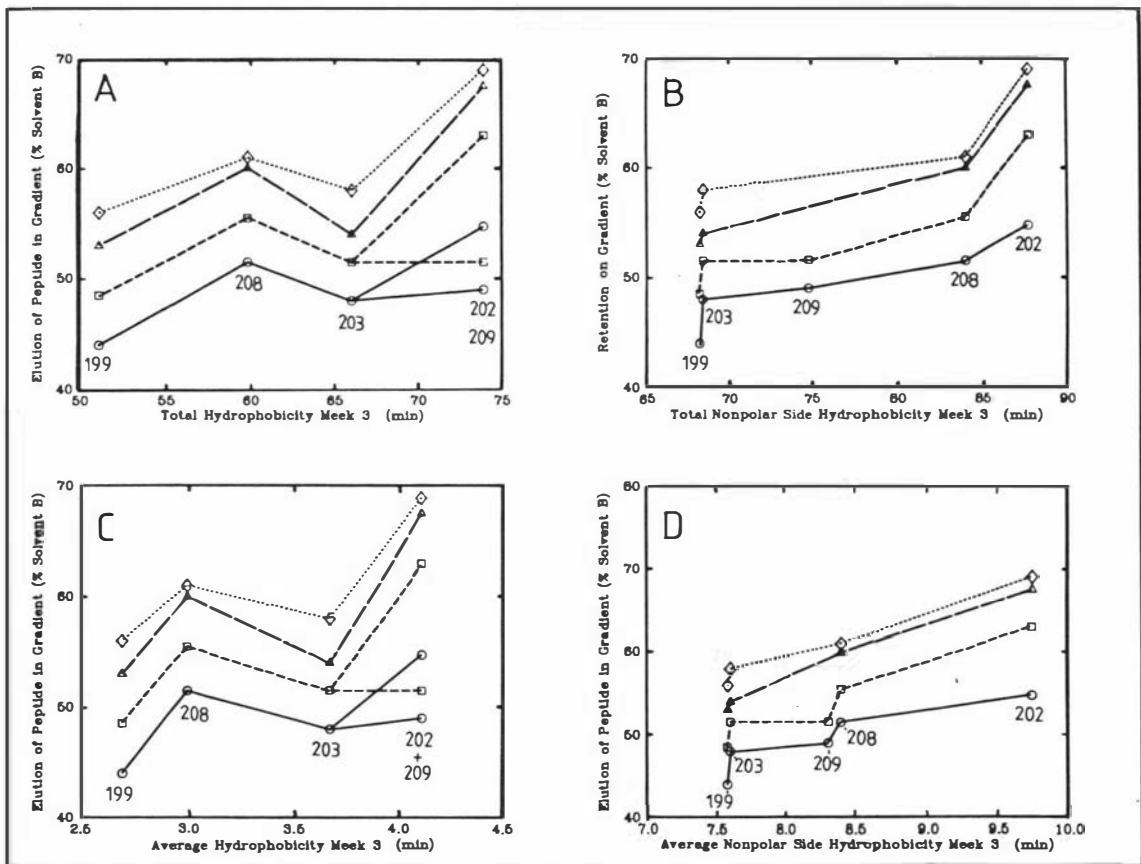 A
70
60
50
40
Elution of Peptide in Gradient (% Solvent B)
199
208
203
202
209
50 55 60 65 70 75
Total Hydrophobicity Meek 3 (min)
B
70
60
50
40
Retention on Gradient (% Solvent B)
199
203
209
208
202
65 70 75 80 85 90
Total Nonpolar Side Hydrophobicity Meek 3 (min)
C
70
60
50
40
Elution of Peptide in Gradient (% Solvent B)
199
208
203
202
+
209
2.5 3.0 3.5 4.0 4.5
Average Hydrophobicity Meek 3 (min)
D
80
70
60
50
40
Elution of Peptide in Gradient (% Solvent B)
199
203
209
208
202
7.0 7.5 8.0 8.5 9.0 9.5 10.0
Average Nonpolar Side Hydrophobicity Meek 3 (min)